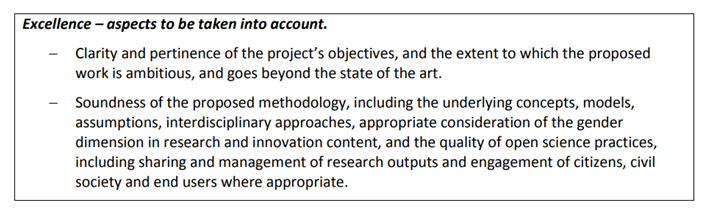 Excellence – aspects to be taken into account.
– Clarity and pertinence of the project's objectives, and the extent to which the proposed
work is ambitious, and goes beyond the state of the art.
– Soundness of the proposed methodology, including the underlying concepts, models,
assumptions, interdisciplinary approaches, appropriate consideration of the gender
dimension in research and innovation content, and the quality of open science practices,
including sharing and management of research outputs and engagement of citizens, civil
society and end users where appropriate.